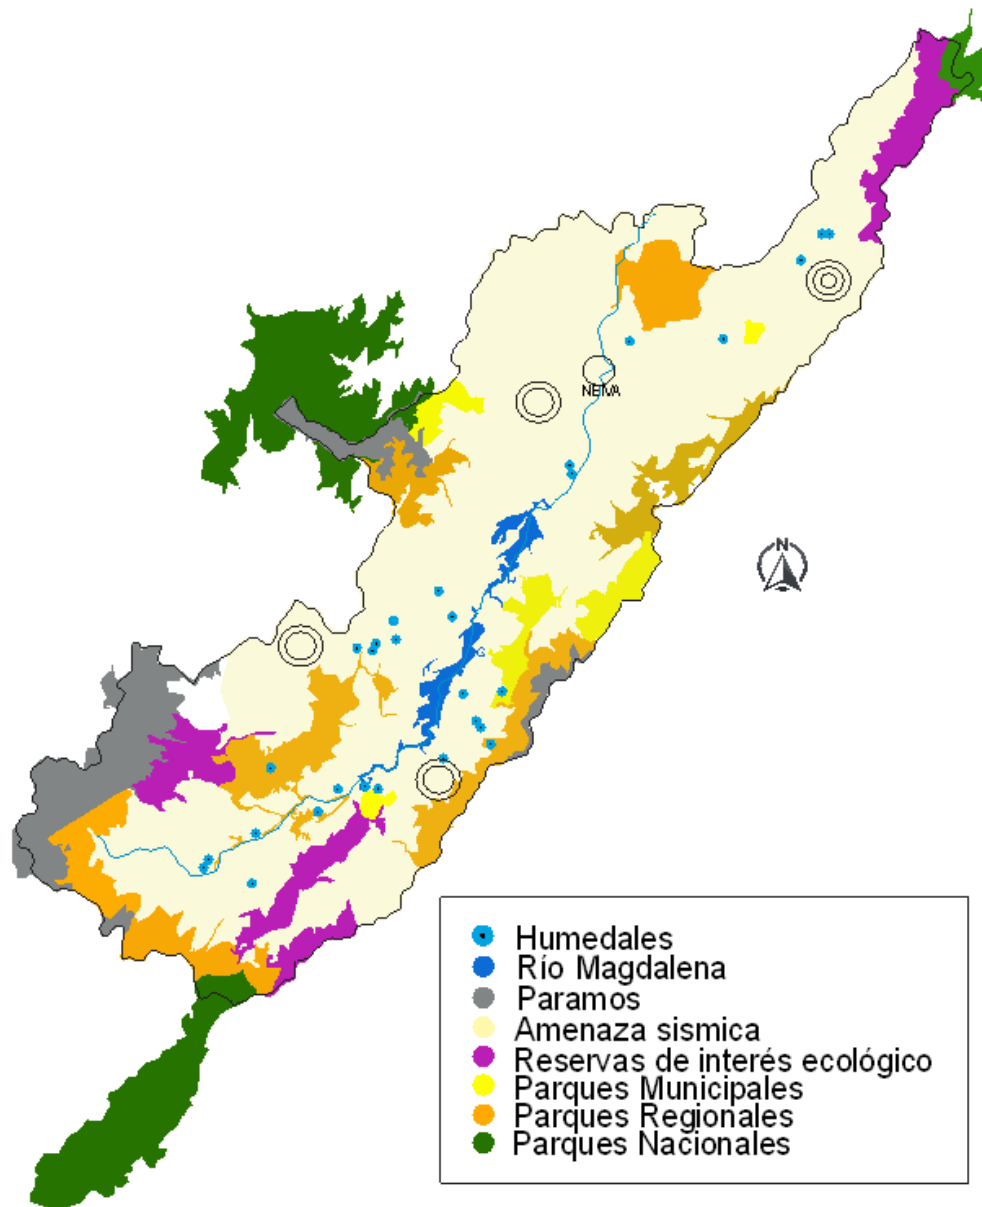 N
NEIVA
G
Humedales
Río Magdalena
Paramos
Amenaza sismica
Reservas de interés ecológico
Parques Municipales
Parques Regionales
Parques Nacionales